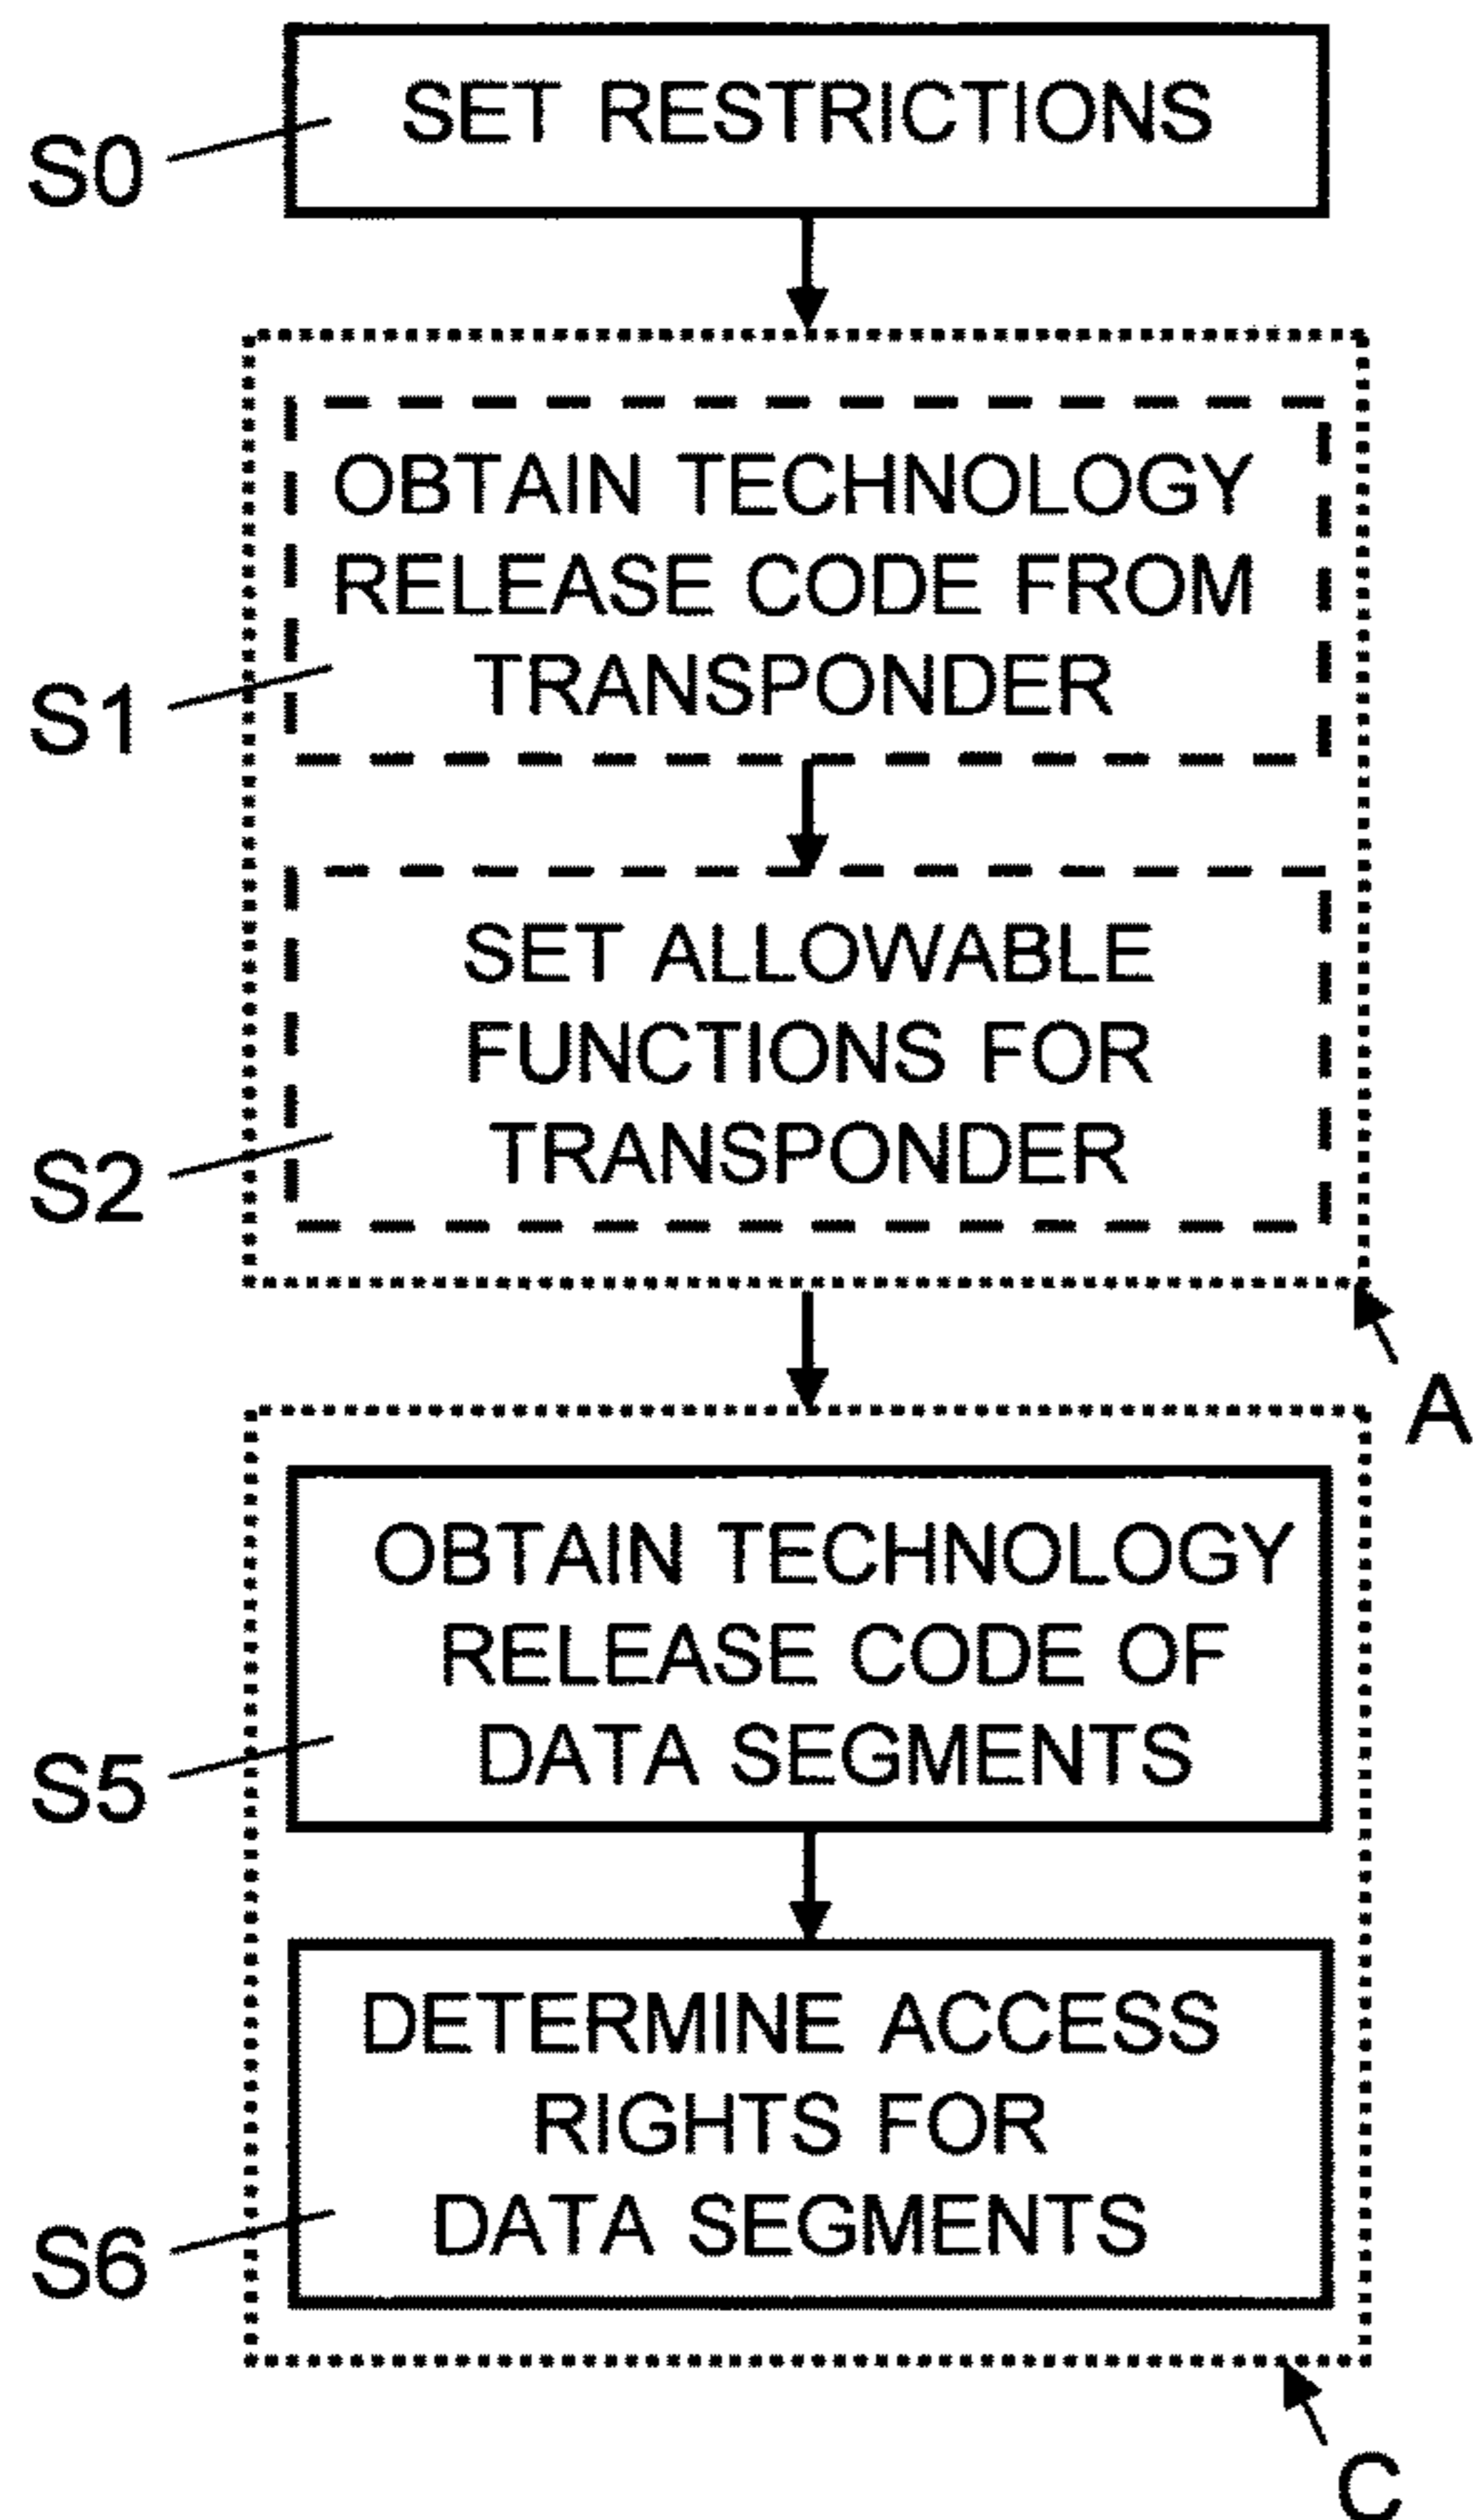 SET RESTRICTIONS
S0
OBTAIN TECHNOLOGY
RELEASE CODE FROM
TRANSPONDER
S1
SET ALLOWABLE
FUNCTIONS FOR
TRANSPONDER
S2
A
OBTAIN TECHNOLOGY
RELEASE CODE OF
DATA SEGMENTS
S5
DETERMINE ACCESS
RIGHTS FOR
DATA SEGMENTS
S6
C